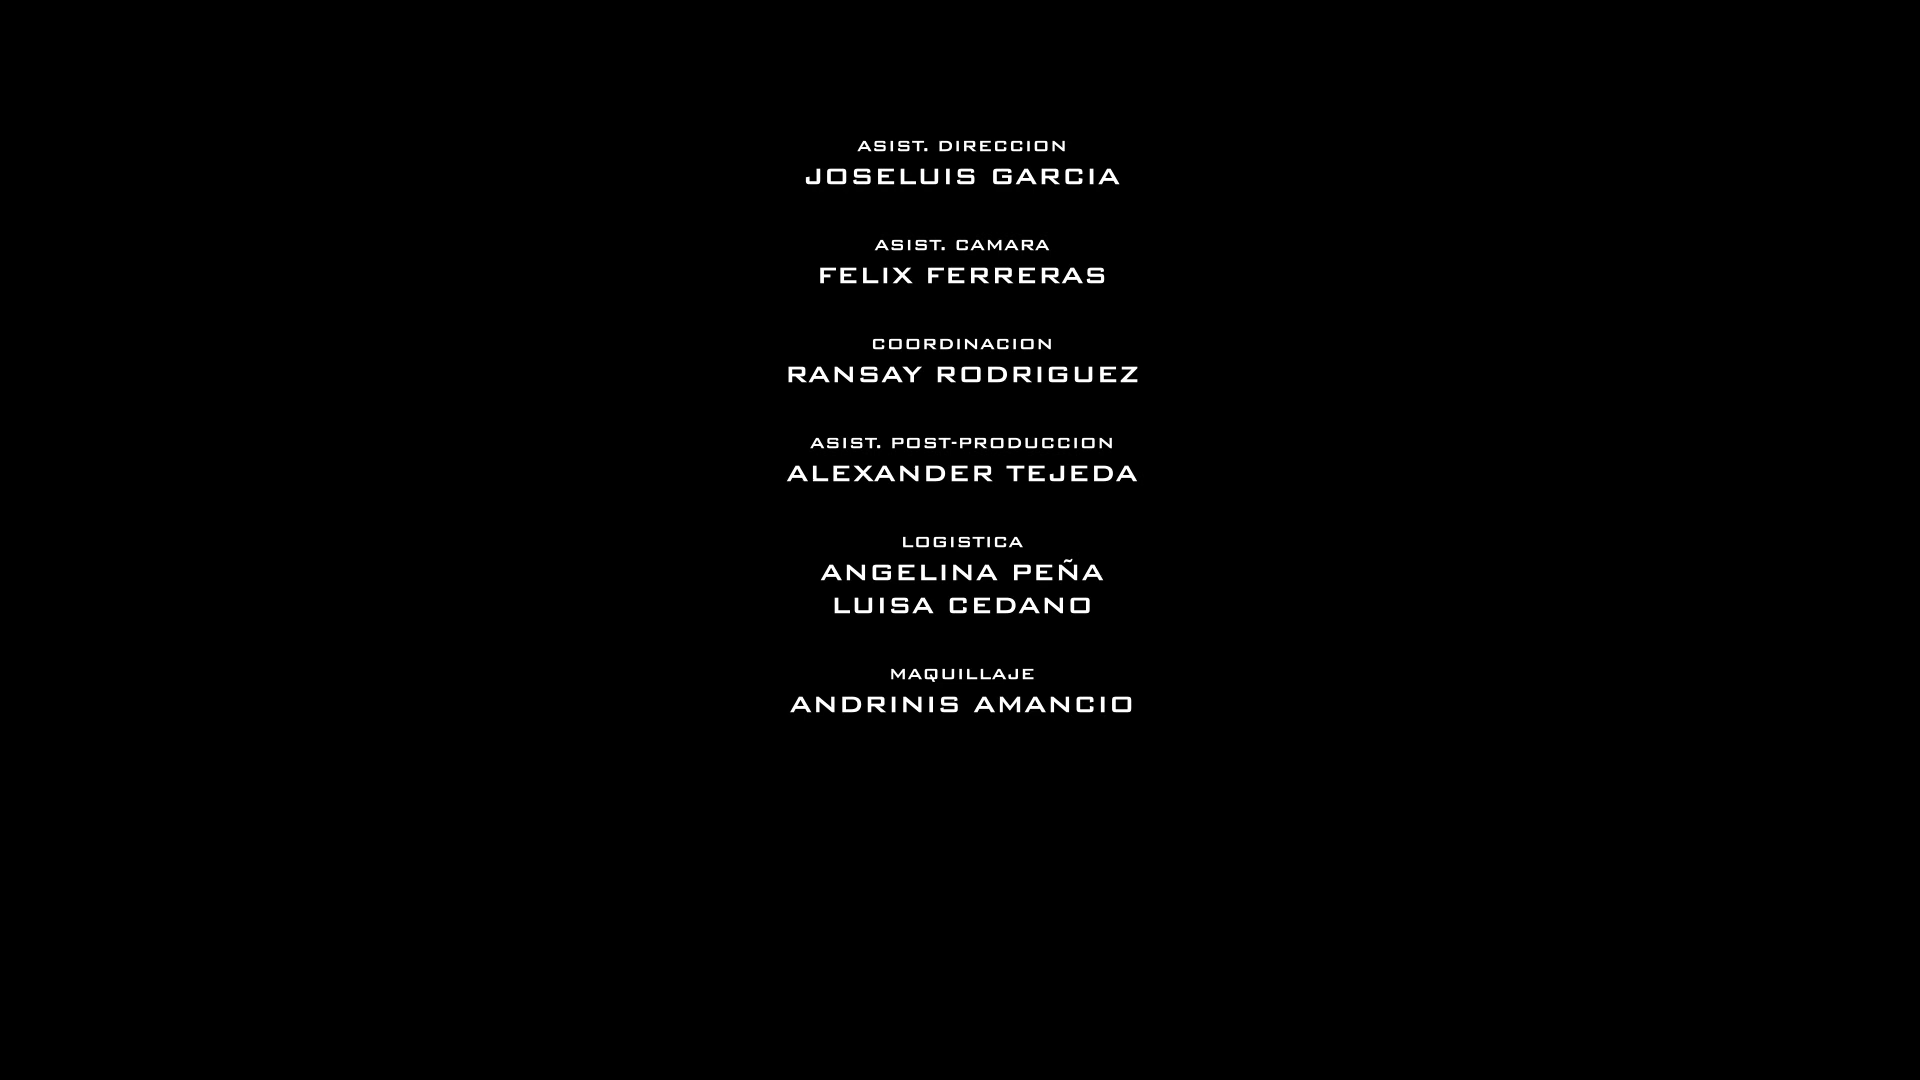 ASIST. DIRECCION
JOSELUIS GARCIA
ASIST. CAMARA
FELIX FERRERAS
COORDINACION
RANSAY RODRIGUEZ
ASIST. POST-PRODUCCION
ALEXANDER TEJEDA
LOGISTICA
ANGELINA PEÑA
LUISA CEDANO
MAQUILLAJE
ANDRINIS AMANCIO